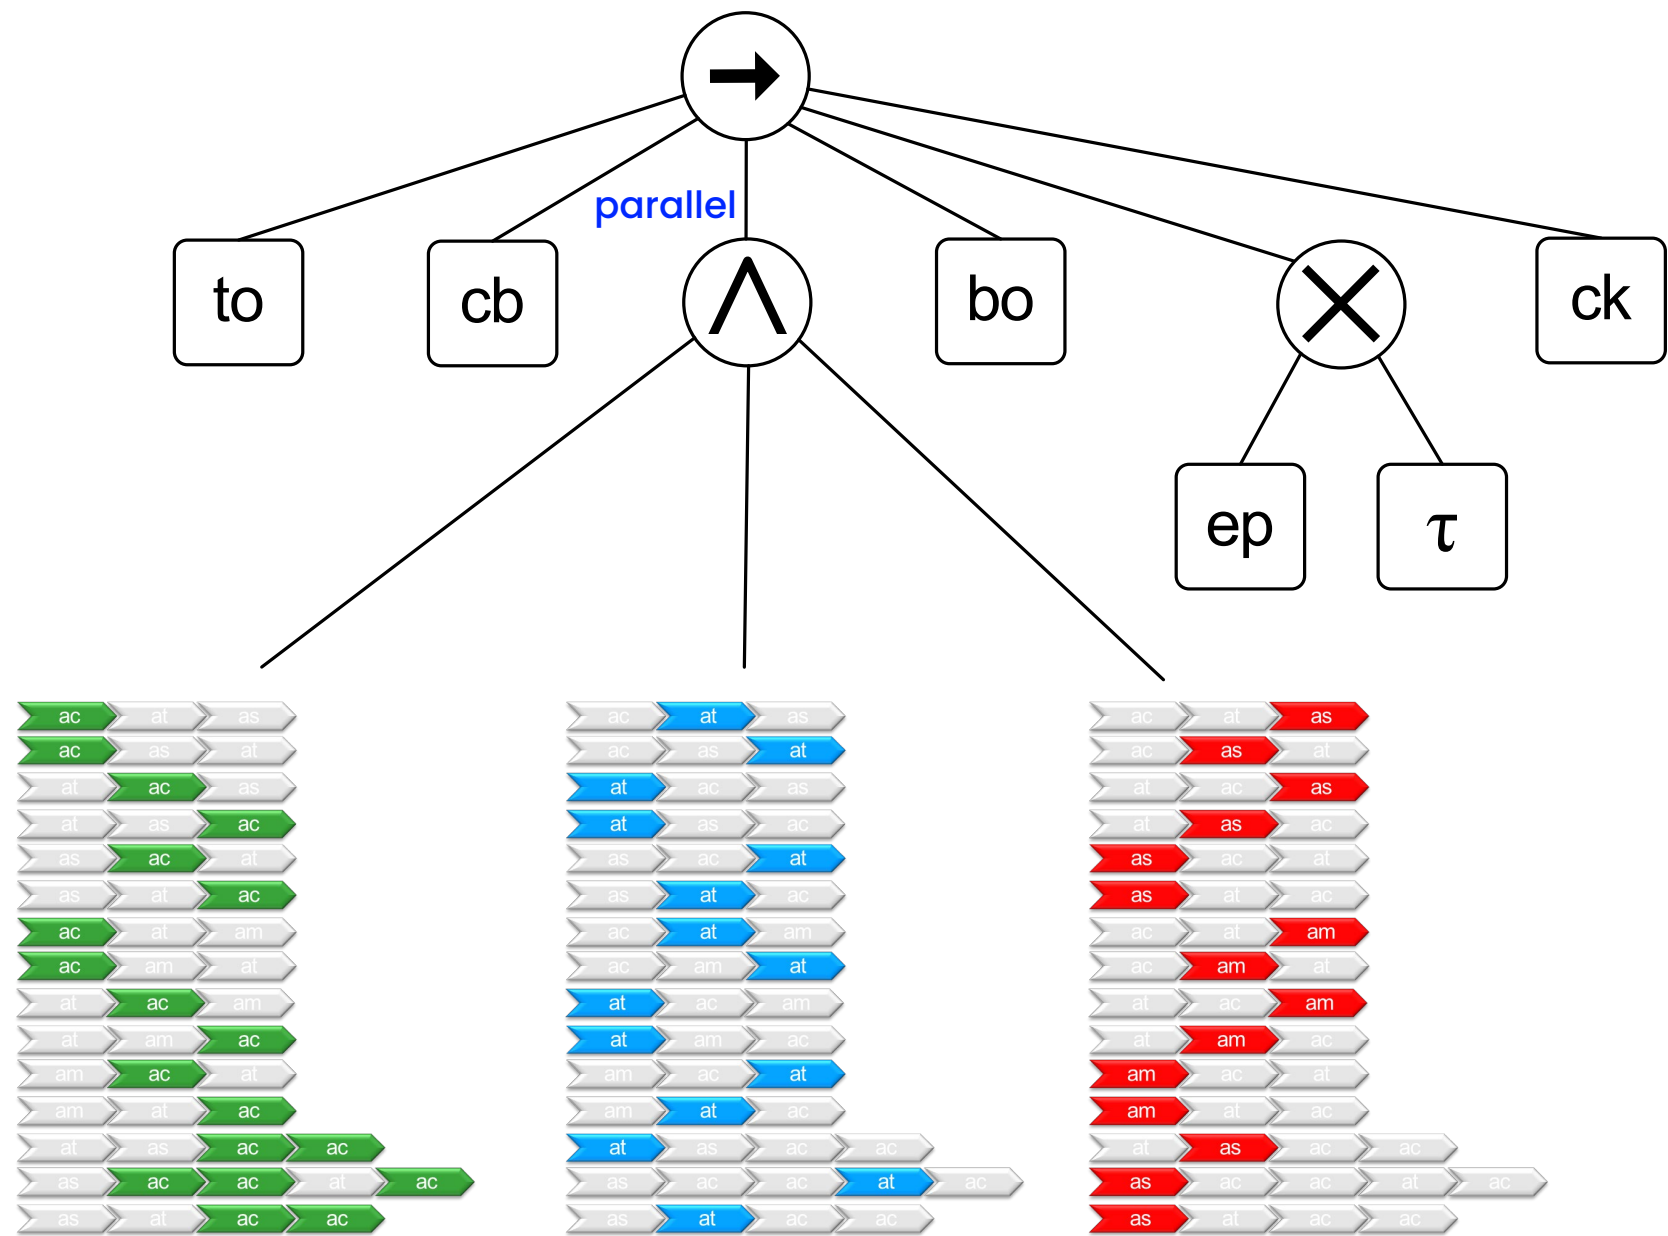 parallel
to cb bo ck
ep τ
ac at as ac at as ac at as
ac as at ac as at ac as at
at ac as at ac as at ac as
at as ac at as ac at as ac
as ac at as ac at as ac at
as at ac as at ac as at ac
ac at am ac at am ac at am
ac am at ac am at ac am at
at ac am at ac am at ac am
at am ac at am ac at am ac
am ac at am ac at am ac at
am at ac am at ac am at ac
at as ac ac at as ac ac at as ac ac
as ac ac at ac as ac ac at ac as ac ac at ac
as at ac ac as at ac ac as at ac ac